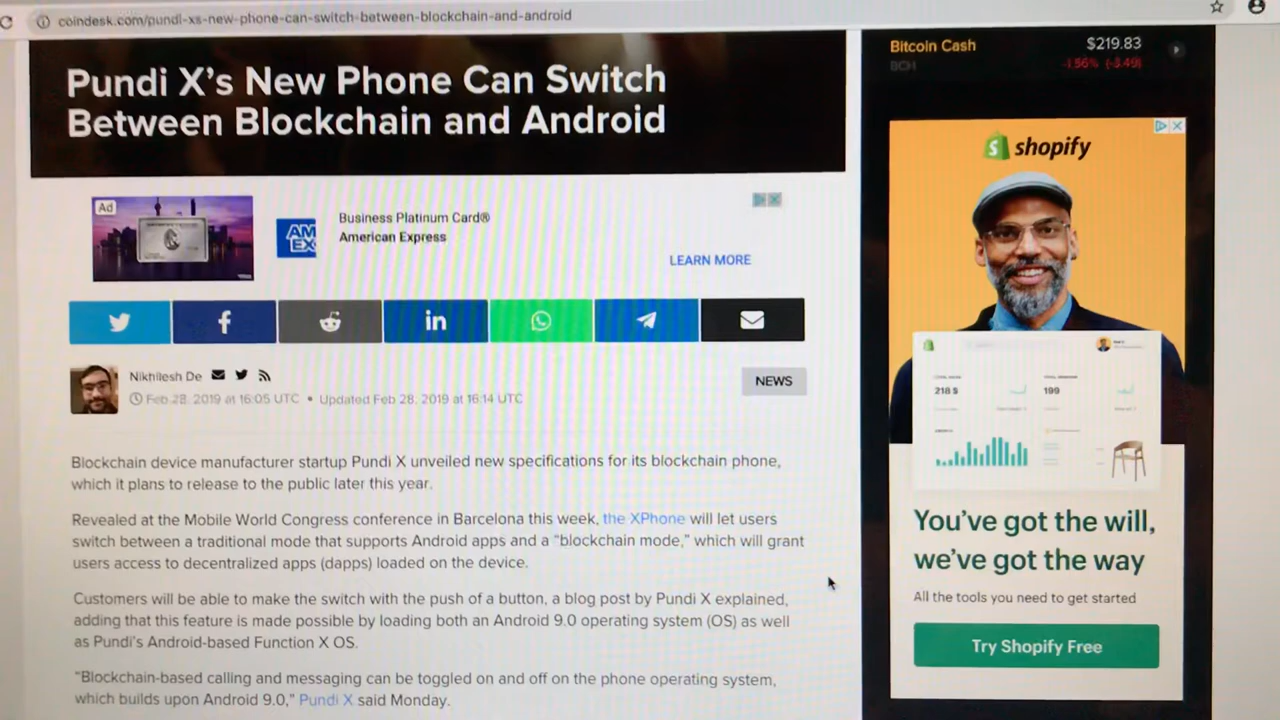 coindesk.com/pundi-xs-new-phone-can-switch-between-blockchain-and-android
Pundi X's New Phone Can Switch
Between Blockchain and Android
Bitcoin Cash
$219.83
BCH
-1.56% (-3.49)
Ad
AM
EX
Business Platinum Card®
American Express
LEARN MORE
f
in
Nikhilesh De
NEWS
Feb 28, 2019 at 16:05 UTC • Updated Feb 28, 2019 at 16:14 UTC
Blockchain device manufacturer startup Pundi X unveiled new specifications for its blockchain phone,
which it plans to release to the public later this year.
Revealed at the Mobile World Congress conference in Barcelona this week, the XPhone will let users
switch between a traditional mode that supports Android apps and a “blockchain mode,” which will grant
users access to decentralized apps (dapps) loaded on the device.
Customers will be able to make the switch with the push of a button, a blog post by Pundi X explained,
adding that this feature is made possible by loading both an Android 9.0 operating system (OS) as well
as Pundi's Android-based Function X OS.
“Blockchain-based calling and messaging can be toggled on and off on the phone operating system,
which builds upon Android 9.0,” Pundi X said Monday.
shopify
218 $
199
You've got the will,
we've got the way
All the tools you need to get started
Try Shopify Free